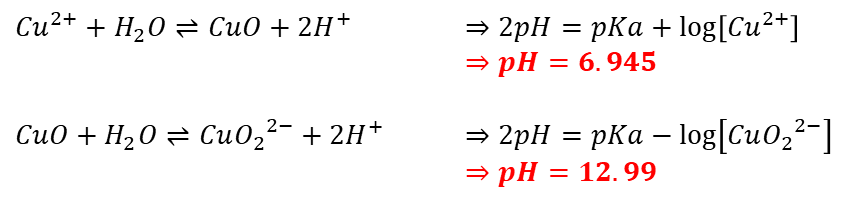 Cu²⁺ + H₂O ⇌ CuO + 2H⁺ ⇒ 2pH = pKa + log[Cu²⁺]
⇒ pH = 6.945
CuO + H₂O ⇌ CuO₂²⁻ + 2H⁺ ⇒ 2pH = pKa − log[CuO₂²⁻]
⇒ pH = 12.99